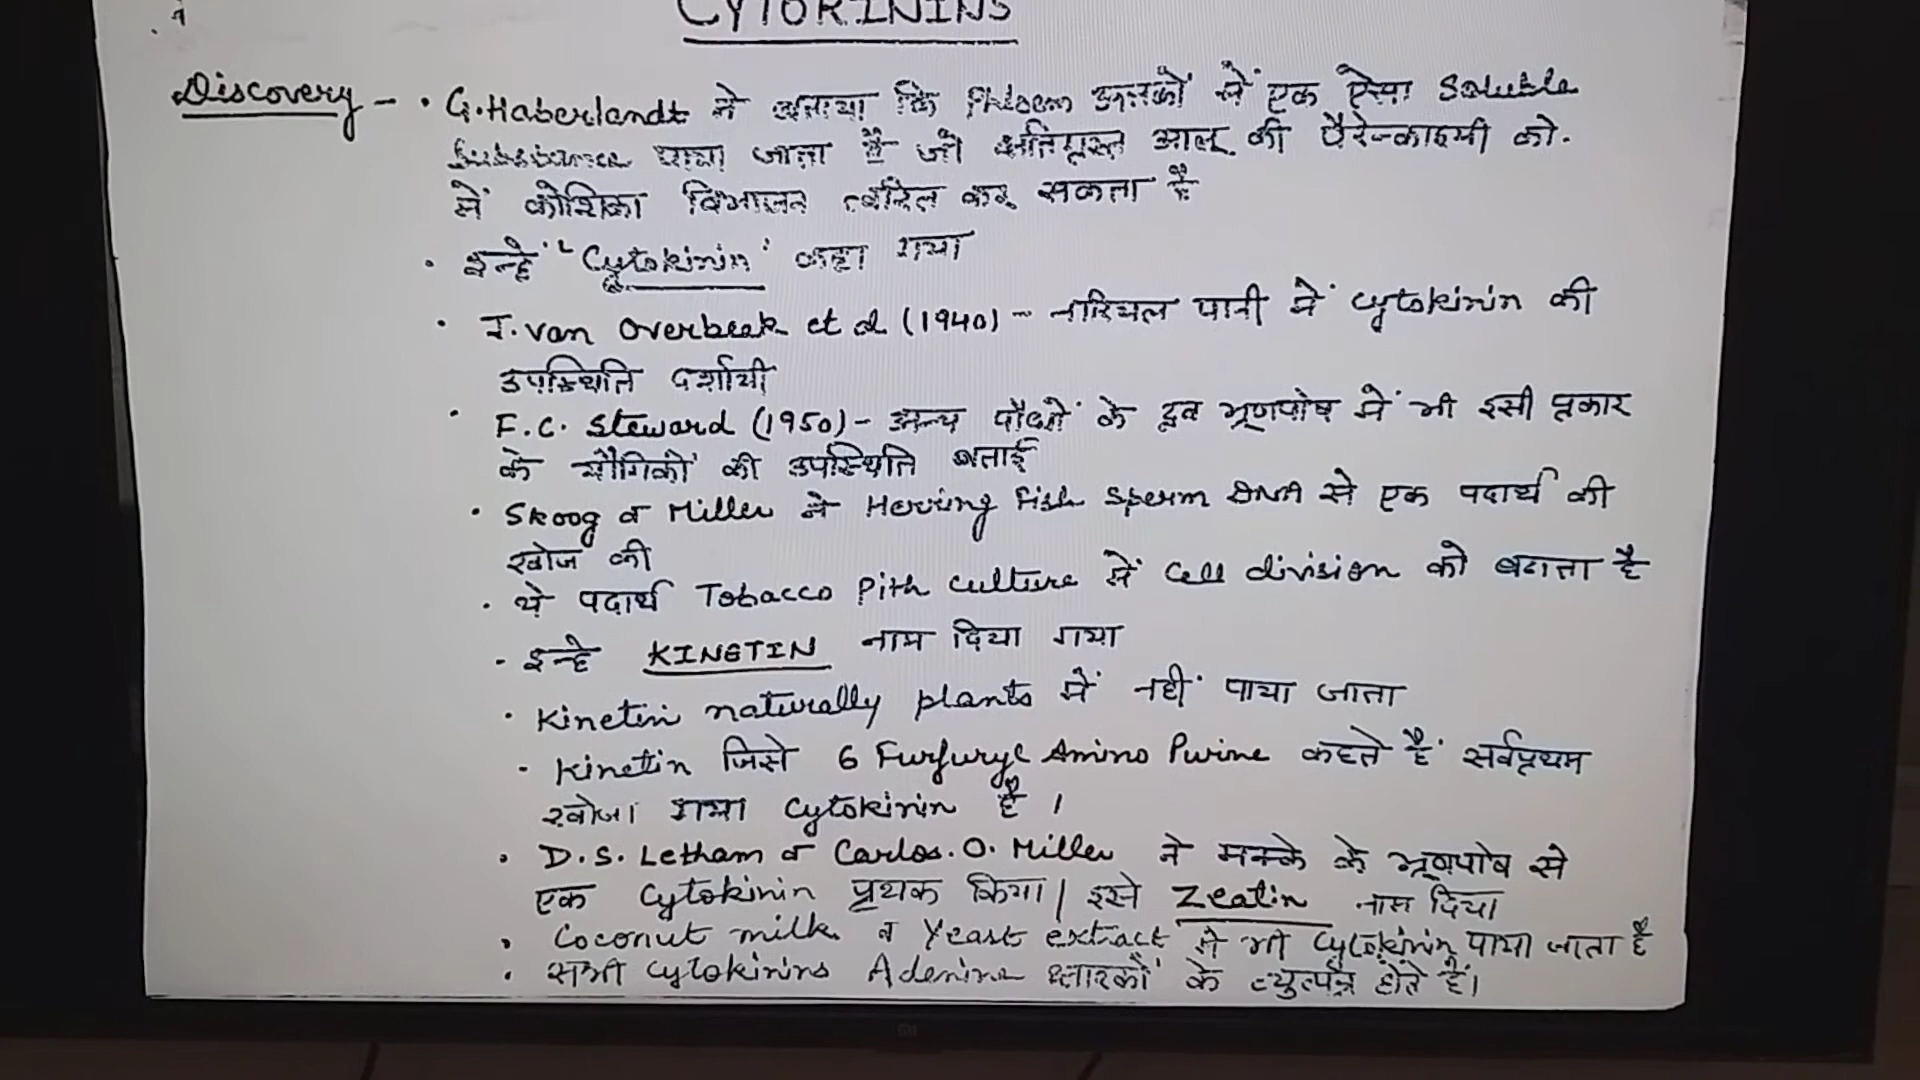 CYTOKININS
Discovery - • G. Haberlandt ने बताया कि Phloem ऊतकों में एक ऐसा Soluble
Substance पाया जाता है जो क्षतिग्रस्त आलू की पैरेन्काइमी को.
में कोशिका विभाजन त्वरित कर सकता है
• इन्हे 'Cytokinin' कहा गया
• J. van Overbeek et al (1940) - नारियल पानी में cytokinin की
उपस्थिति दर्शायी
• F.C. Steward (1950) - अन्य पौधों के द्रव भ्रूणपोष में भी इसी प्रकार
के यौगिकों की उपस्थिति बताई
• Skoog व Miller ने Herring Fish Sperm DNA से एक पदार्थ की
खोज की
• ये पदार्थ Tobacco Pith culture में Cell division को बढाता है
• इन्हे KINETIN नाम दिया गया
• Kinetin naturally plants में नहीं पाया जाता
• Kinetin जिसे 6 Furfuryl Amino Purine कहते हैं सर्वप्रथम
खोजा गया cytokinin है ।
• D.S. Letham व Carlos. O. Miller ने मक्के के भ्रूणपोष से
एक Cytokinin प्रथक किया | इसे Zeatin नाम दिया
• Coconut milk व Yeast extract में भी Cytokinin पाया जाता है
• सभी cytokinins Adenine क्षारकों के व्युत्पन्न होते हैं।
mi